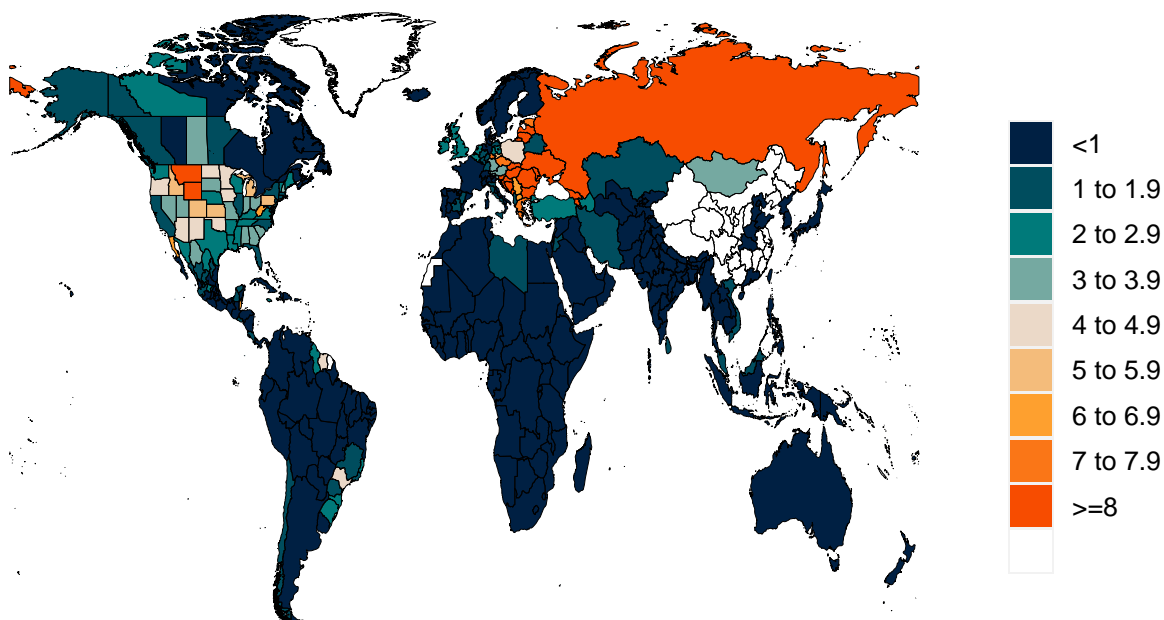 <1
1 to 1.9
2 to 2.9
3 to 3.9
4 to 4.9
5 to 5.9
6 to 6.9
7 to 7.9
>=8